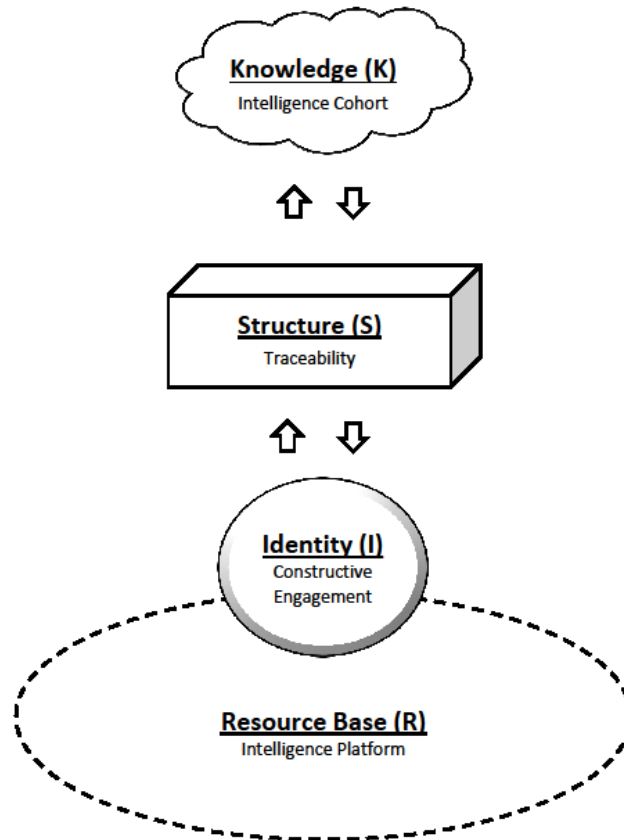 Knowledge (K)
Intelligence Cohort
Structure (S)
Traceability
Identity (I)
Constructive
Engagement
Resource Base (R)
Intelligence Platform